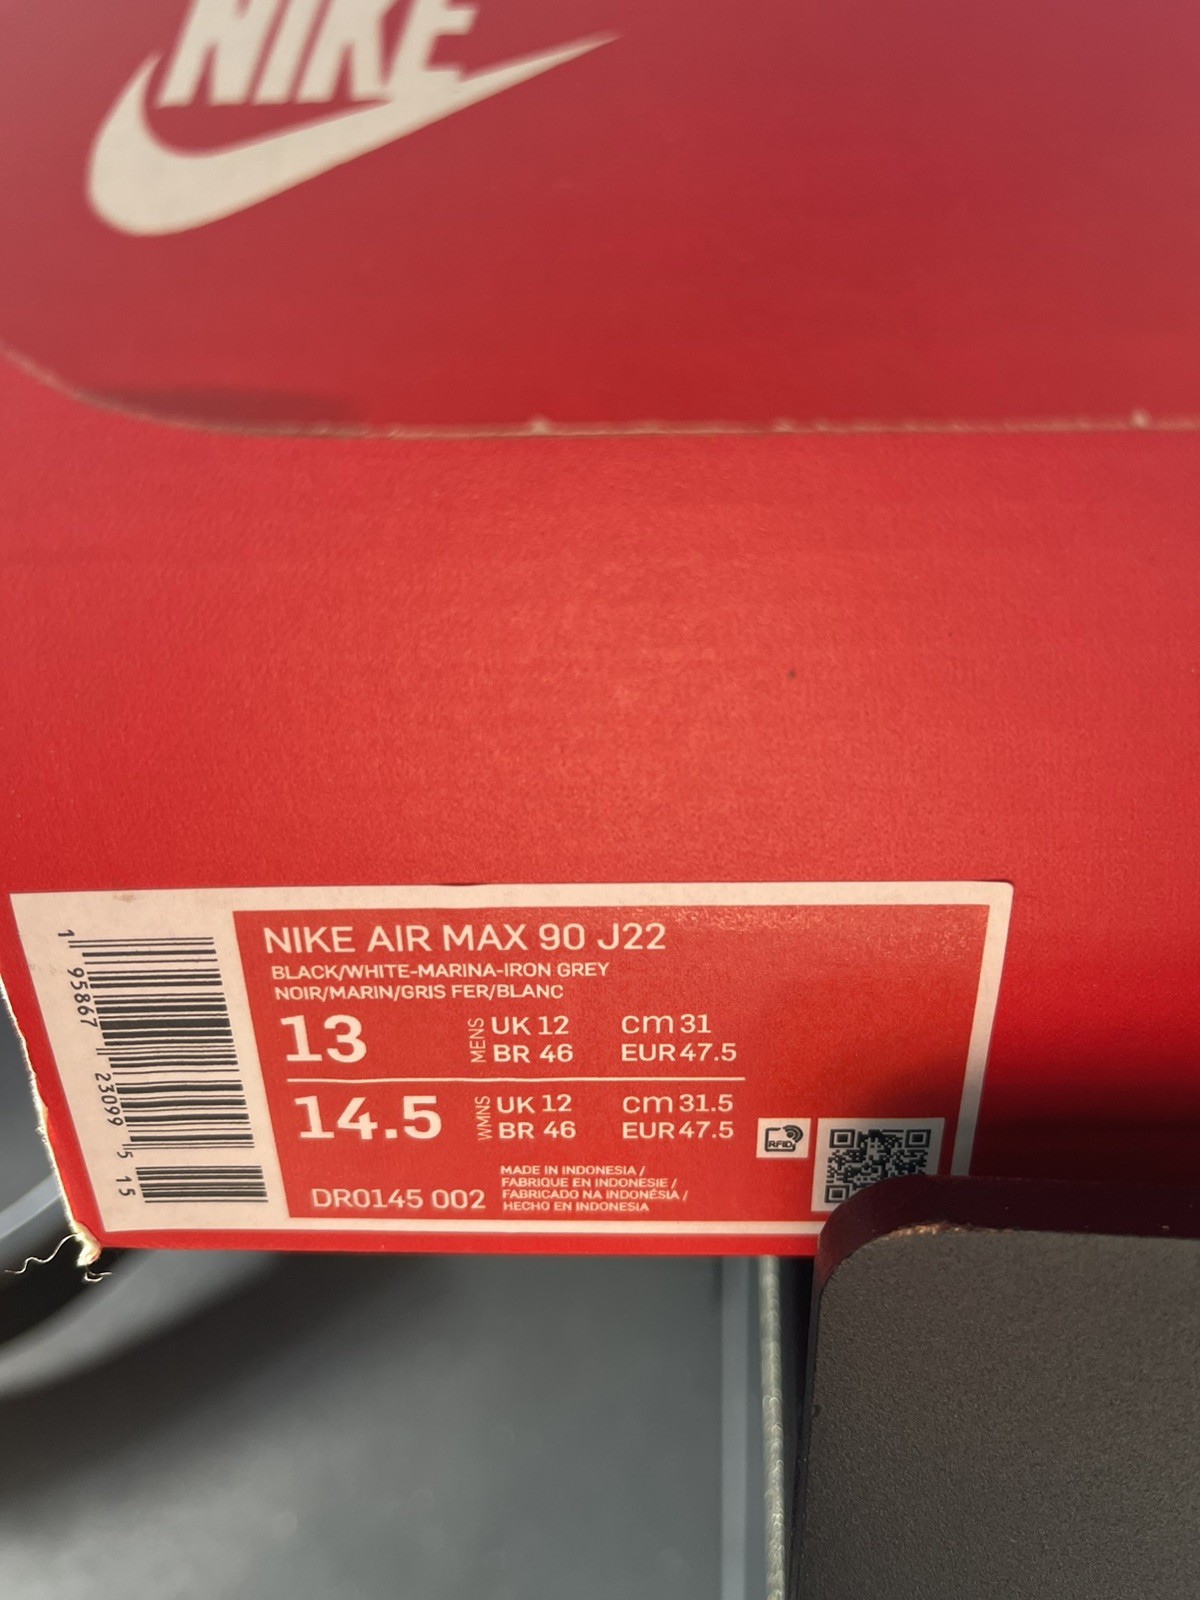 NIKE
NIKE AIR MAX 90 J22
BLACK/WHITE-MARINA-IRON GREY
NOIR/MARIN/GRIS FER/BLANC
13 MENS UK 12 cm 31
BR 46 EUR 47.5
14.5 WMNS UK 12 cm 31.5
BR 46 EUR 47.5
RFID
DR0145 002
MADE IN INDONESIA /
FABRIQUE EN INDONESIE /
FABRICADO NA INDONÉSIA /
HECHO EN INDONESIA
1 95867 23099 5 15